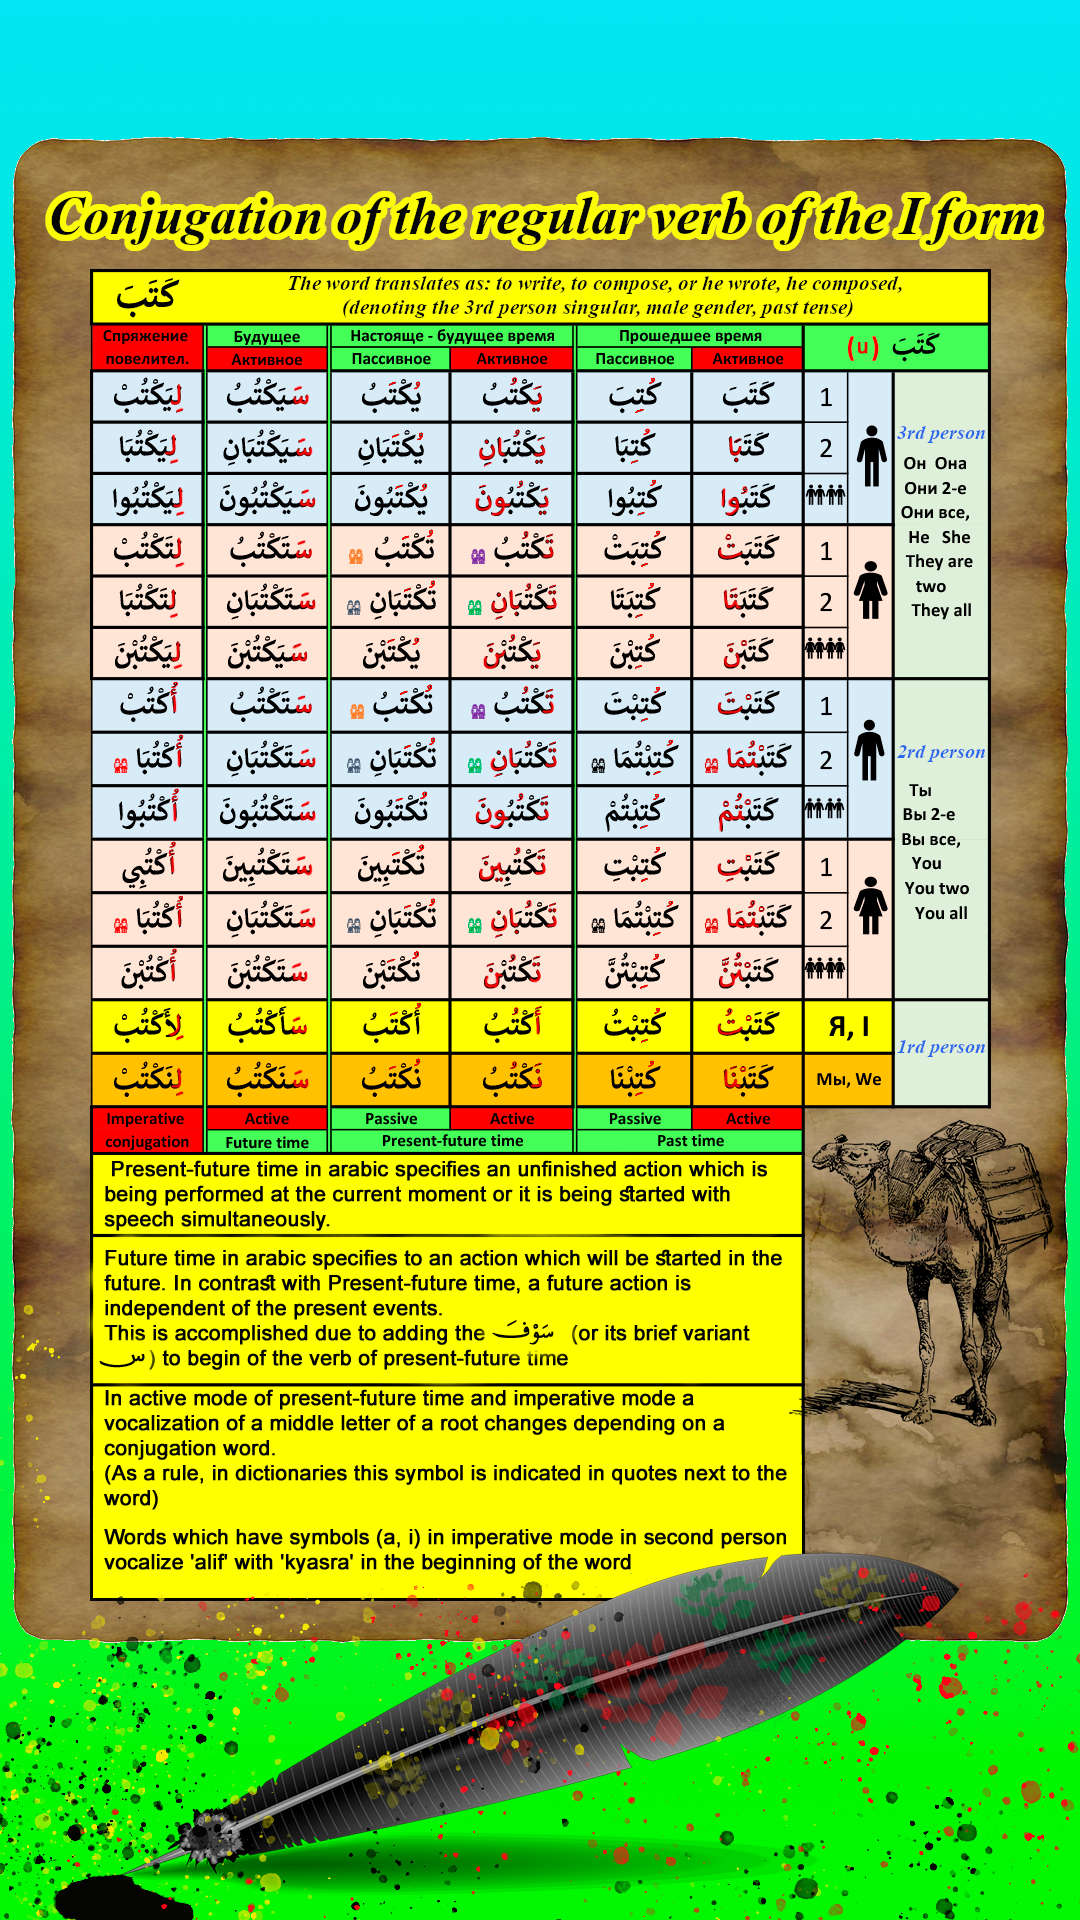 Conjugation of the regular verb of the I form
كَتَبَ
The word translates as: to write, to compose, or he wrote, he composed,
(denoting the 3rd person singular, male gender, past tense)
Спряжение повелител. Будущее Настояще - будущее время Прошедшее время كَتَبَ (u)
Активное Пассивное Активное Пассивное Активное
لِيَكْتُبْ سَيَكْتُبُ يُكْتَبُ يَكْتُبُ كُتِبَ كَتَبَ 1
لِيَكْتُبَا سَيَكْتُبَانِ يُكْتَبَانِ يَكْتُبَانِ كُتِبَا كَتَبَا 2
لِيَكْتُبُوا سَيَكْتُبُونَ يُكْتَبُونَ يَكْتُبُونَ كُتِبُوا كَتَبُوا
لِتَكْتُبْ سَتَكْتُبُ تُكْتَبُ تَكْتُبُ كُتِبَتْ كَتَبَتْ 1
لِتَكْتُبَا سَتَكْتُبَانِ تُكْتَبَانِ تَكْتُبَانِ كُتِبَتَا كَتَبَتَا 2
لِيَكْتُبْنَ سَيَكْتُبْنَ يُكْتَبْنَ يَكْتُبْنَ كُتِبْنَ كَتَبْنَ
3rd person
Он Она
Они 2-е
Они все,
He She
They are
two
They all
أُكْتُبْ سَتَكْتُبُ تُكْتَبُ تَكْتُبُ كُتِبْتَ كَتَبْتَ 1
أُكْتُبَا سَتَكْتُبَانِ تُكْتَبَانِ تَكْتُبَانِ كُتِبْتُمَا كَتَبْتُمَا 2
أُكْتُبُوا سَتَكْتُبُونَ تُكْتَبُونَ تَكْتُبُونَ كُتِبْتُمْ كَتَبْتُمْ
أُكْتُبِي سَتَكْتُبِينَ تُكْتَبِينَ تَكْتُبِينَ كُتِبْتِ كَتَبْتِ 1
أُكْتُبَا سَتَكْتُبَانِ تُكْتَبَانِ تَكْتُبَانِ كُتِبْتُمَا كَتَبْتُمَا 2
أُكْتُبْنَ سَتَكْتُبْنَ تُكْتَبْنَ تَكْتُبْنَ كُتِبْتُنَّ كَتَبْتُنَّ
2rd person
Ты
Вы 2-е
Вы все,
You
You two
You all
لِأَكْتُبْ سَأَكْتُبُ أُكْتَبُ أَكْتُبُ كُتِبْتُ كَتَبْتُ Я, I
لِنَكْتُبْ سَنَكْتُبُ نُكْتَبُ نَكْتُبُ كُتِبْنَا كَتَبْنَا Мы, We
1rd person
Imperative conjugation Active Passive Active Passive Active
Future time Present-future time Past time
Present-future time in arabic specifies an unfinished action which is
being performed at the current moment or it is being started with
speech simultaneously.
Future time in arabic specifies to an action which will be started in the
future. In contrast with Present-future time, a future action is
independent of the present events.
This is accomplished due to adding the سَوْفَ (or its brief variant
س) to begin of the verb of present-future time
In active mode of present-future time and imperative mode a
vocalization of a middle letter of a root changes depending on a
conjugation word.
(As a rule, in dictionaries this symbol is indicated in quotes next to the
word)
Words which have symbols (a, i) in imperative mode in second person
vocalize 'alif' with 'kyasra' in the beginning of the word